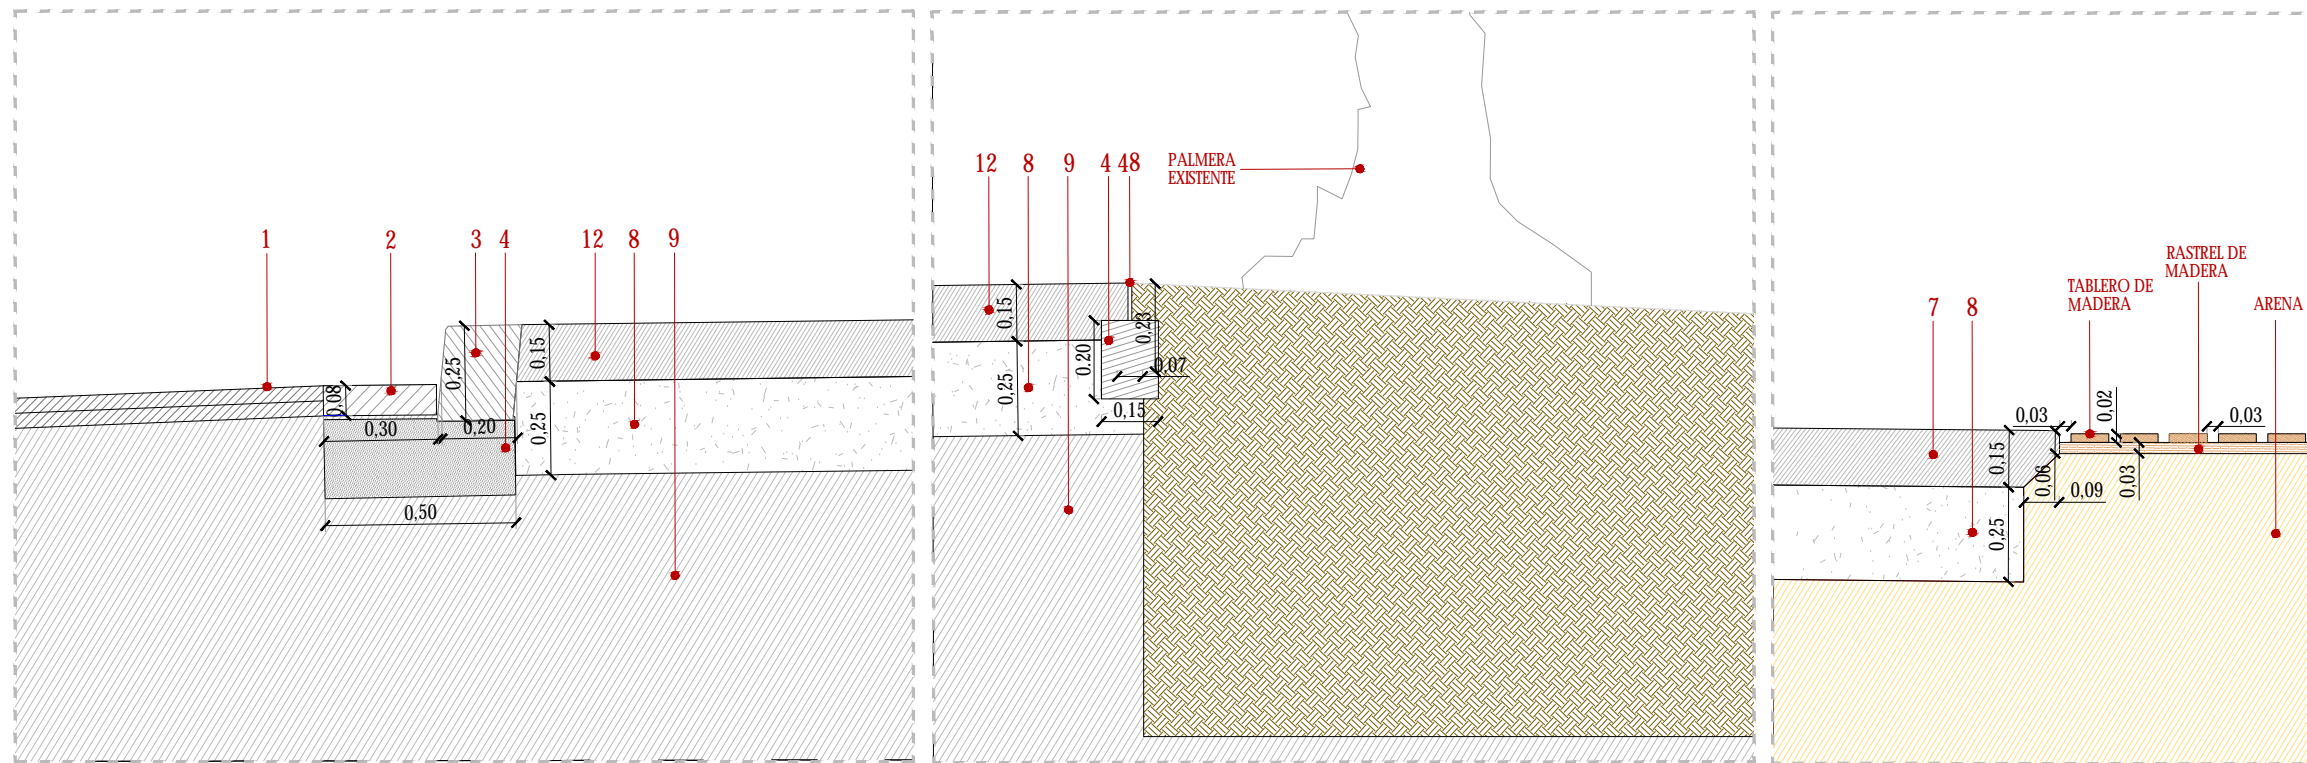 1 2 3 4 12 8 9
0,08
0,25
0,15
0,30
0,20
0,25
0,50
12 8 9 4 48
PALMERA
EXISTENTE
0,15
0,23
0.20
0,25
0,07
0,15
RASTREL DE
MADERA
TABLERO DE
MADERA
7 8
ARENA
0,03
0,02
0,03
0,15
0,06
0,03
0,09
0,25